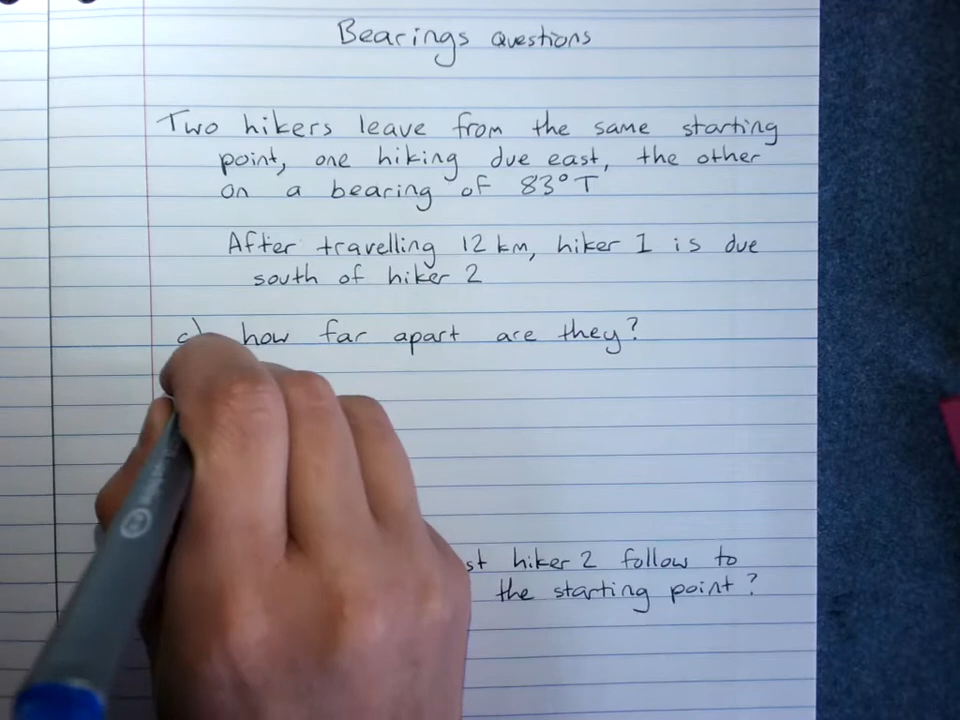 Bearings questions
Two hikers leave from the same starting
point, one hiking due east, the other
on a bearing of 83°T
After travelling 12 km, hiker 1 is due
south of hiker 2
how far apart are they?
hiker 2 follow to
the starting point?